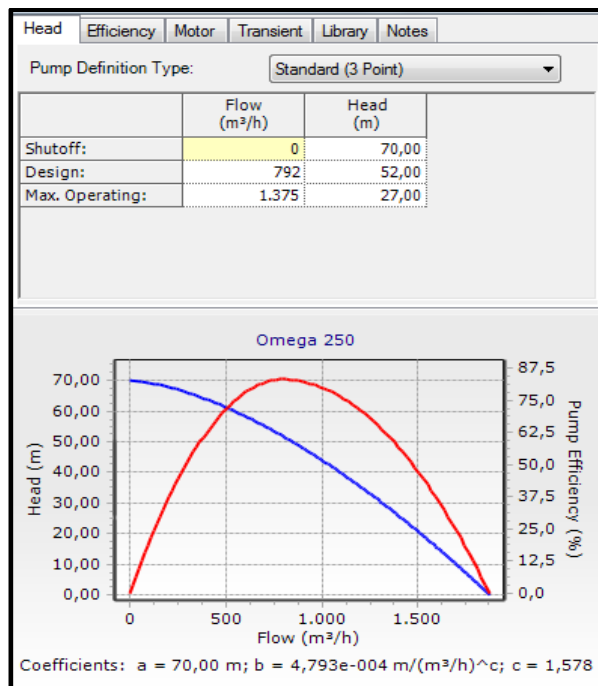 Head Efficiency Motor Transient Library Notes
Pump Definition Type: Standard (3 Point)
Flow (m³/h) Head (m)
Shutoff: 0 70,00
Design: 792 52,00
Max. Operating: 1.375 27,00
Omega 250
70,00
60,00
50,00
40,00
30,00
20,00
10,00
0,00
Head (m)
87,5
75,0
62,5
50,0
37,5
25,0
12,5
0,0
Pump Efficiency (%)
0 500 1.000 1.500
Flow (m³/h)
Coefficients: a = 70,00 m; b = 4,793e-004 m/(m³/h)^c; c = 1,578